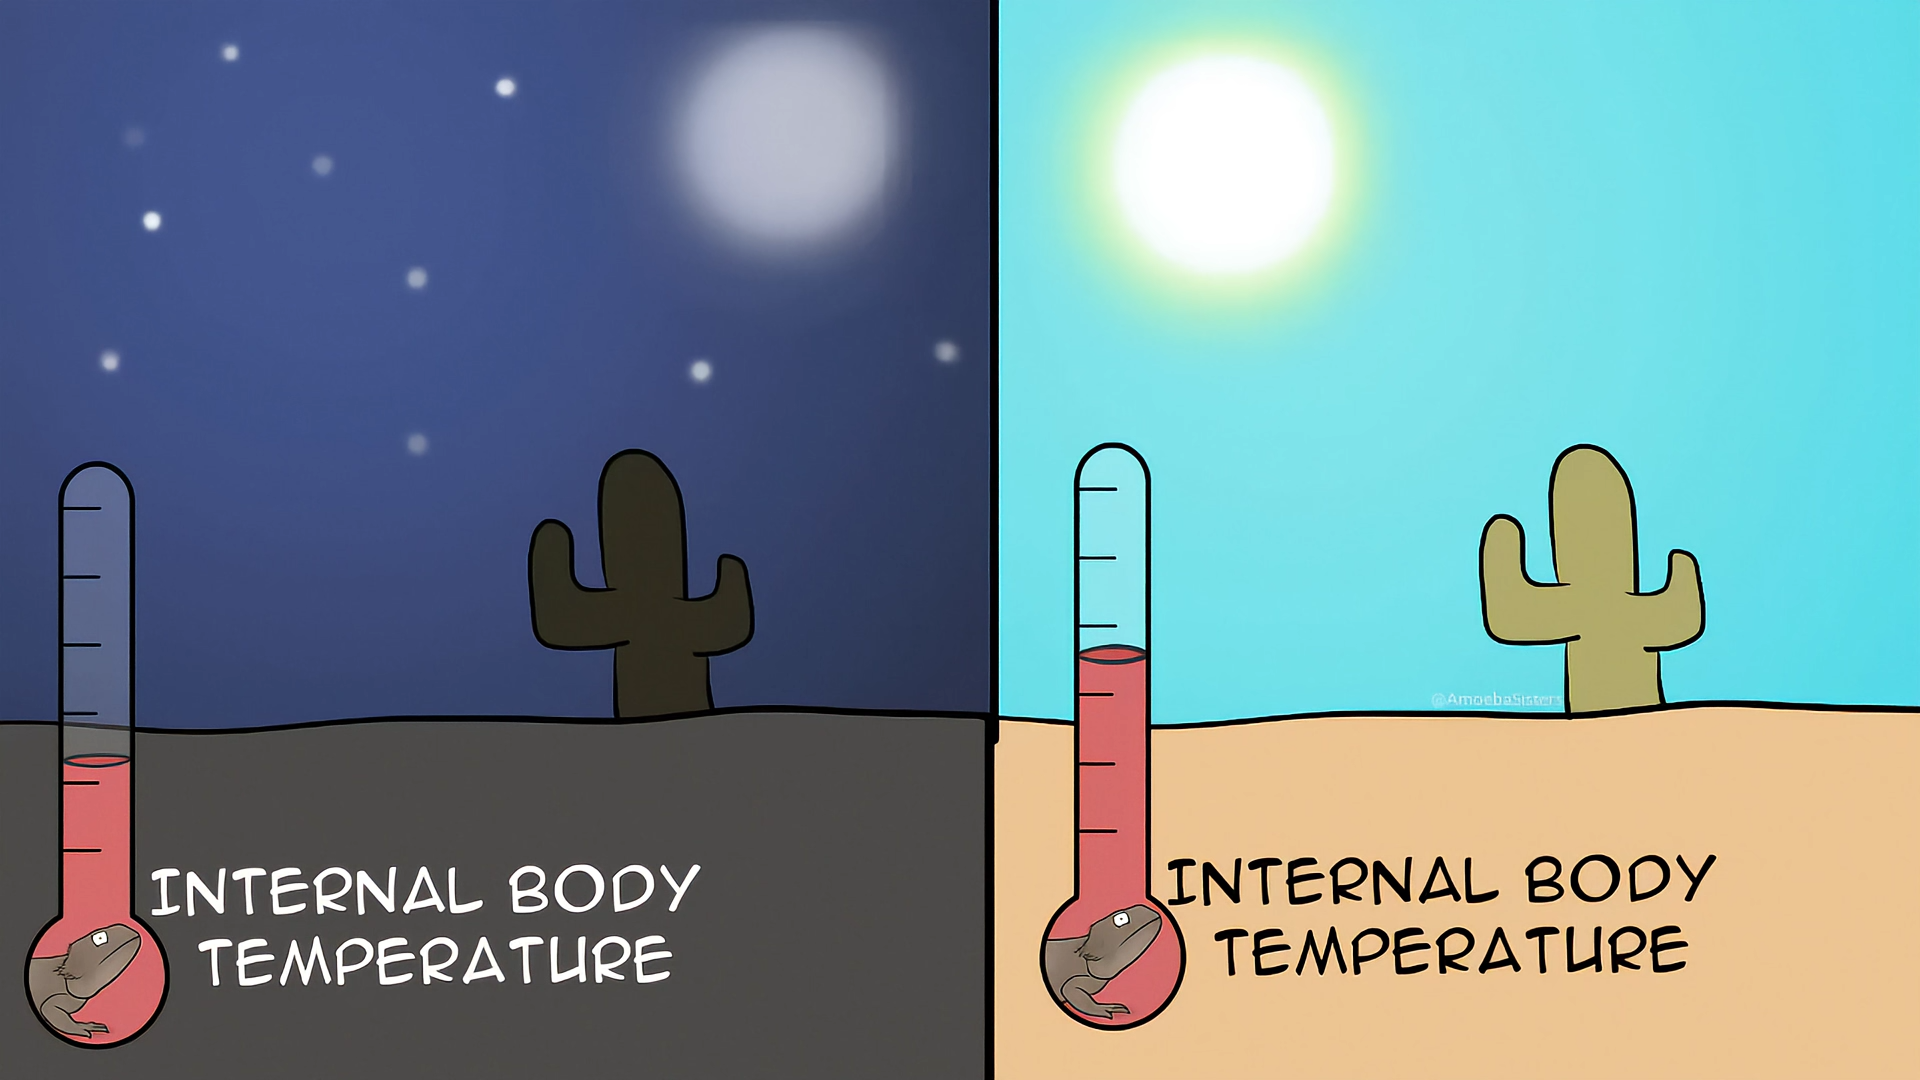 INTERNAL BODY
TEMPERATURE
@AmoebaSisters
INTERNAL BODY
TEMPERATURE